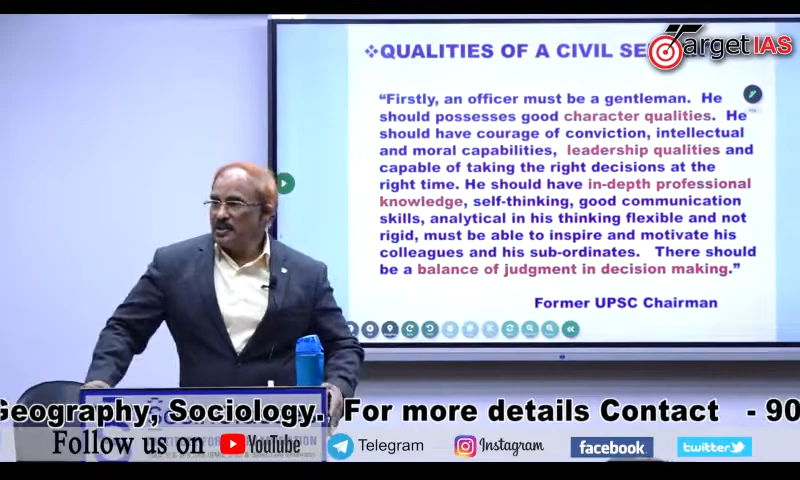 ❖QUALITIES OF A CIVIL SE
Target IAS
“Firstly, an officer must be a gentleman. He
should possesses good character qualities. He
should have courage of conviction, intellectual
and moral capabilities, leadership qualities and
capable of taking the right decisions at the
right time. He should have in-depth professional
knowledge, self-thinking, good communication
skills, analytical in his thinking flexible and not
rigid, must be able to inspire and motivate his
colleagues and his sub-ordinates. There should
be a balance of judgment in decision making.”
Former UPSC Chairman
Geography, Sociology. For more details Contact - 90
Follow us on YouTube Telegram Instagram facebook twitter